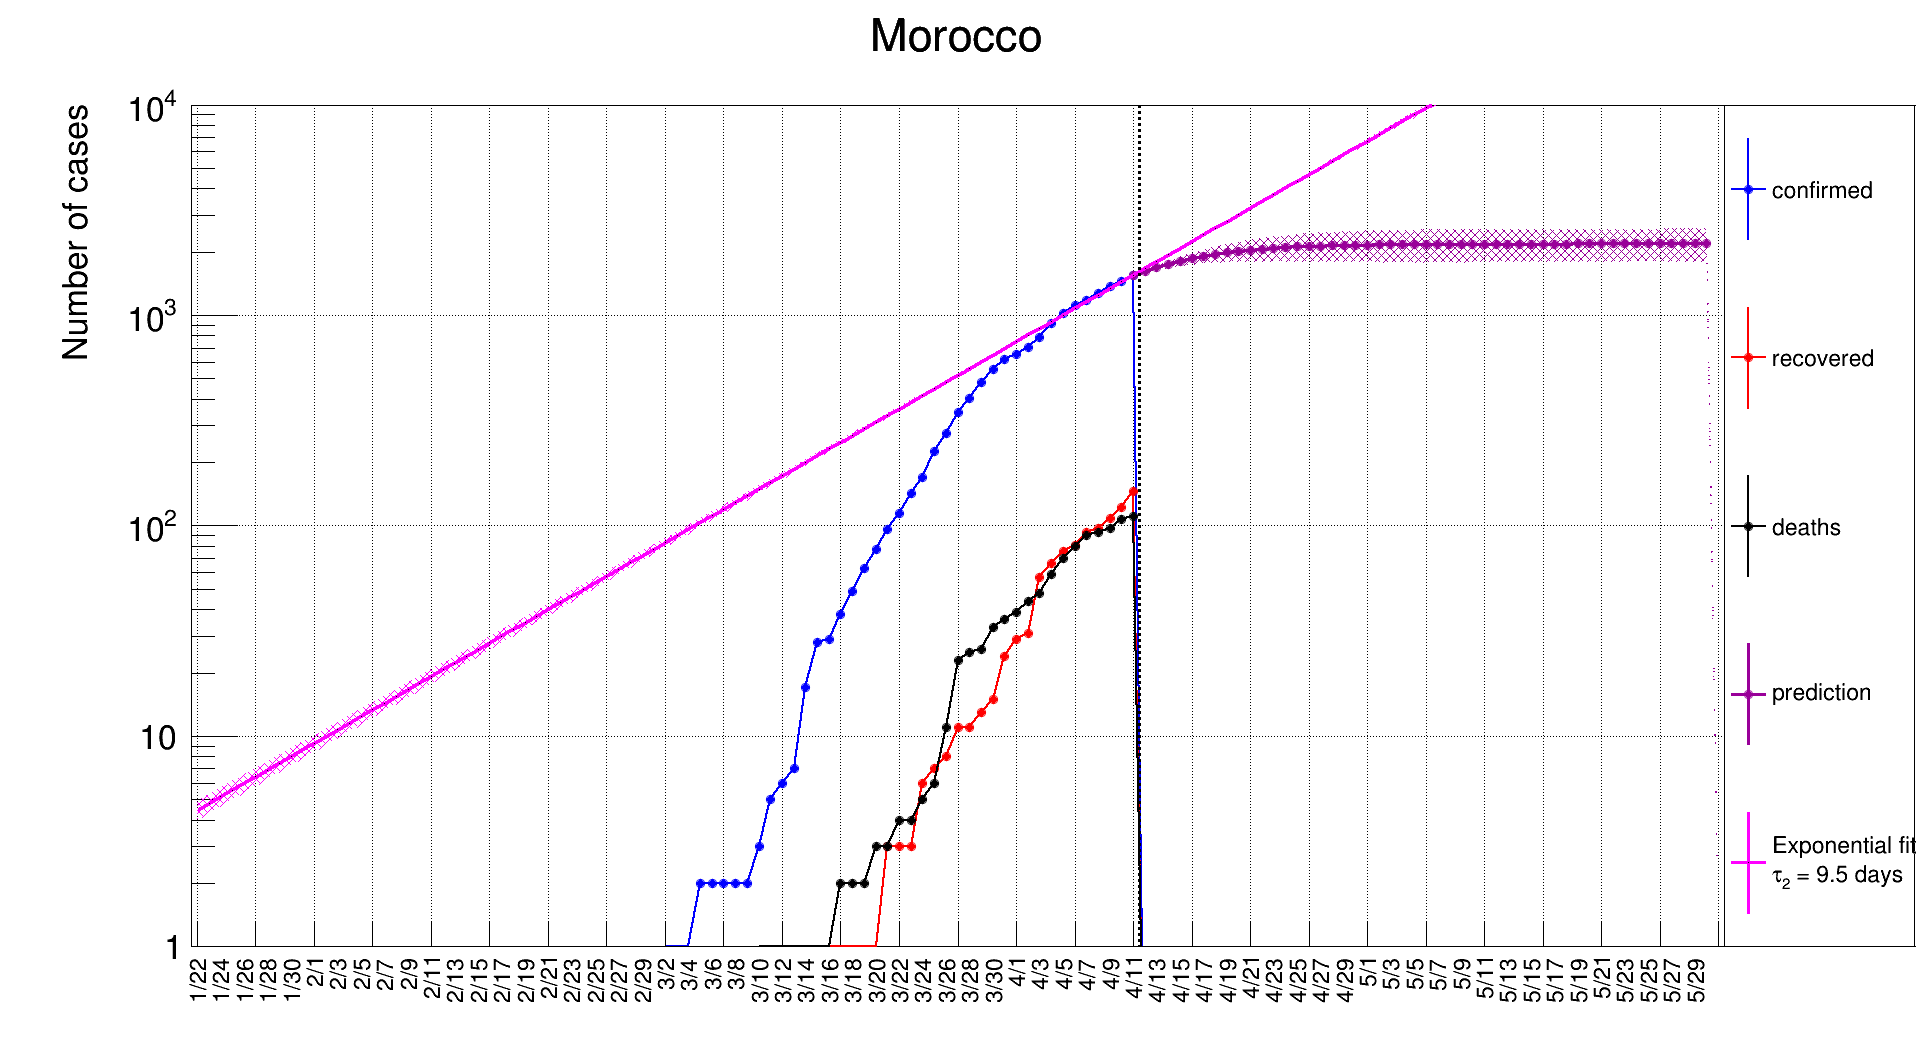 Morocco
Number of cases
10⁴
10³
10²
10
1
1/22 1/24 1/26 1/28 1/30 2/1 2/3 2/5 2/7 2/9 2/11 2/13 2/15 2/17 2/19 2/21 2/23 2/25 2/27 2/29 3/2 3/4 3/6 3/8 3/10 3/12 3/14 3/16 3/18 3/20 3/22 3/24 3/26 3/28 3/30 4/1 4/3 4/5 4/7 4/9 4/11 4/13 4/15 4/17 4/19 4/21 4/23 4/25 4/27 4/29 5/1 5/3 5/5 5/7 5/9 5/11 5/13 5/15 5/17 5/19 5/21 5/23 5/25 5/27 5/29
confirmed
recovered
deaths
prediction
Exponential fit
τ₂ = 9.5 days